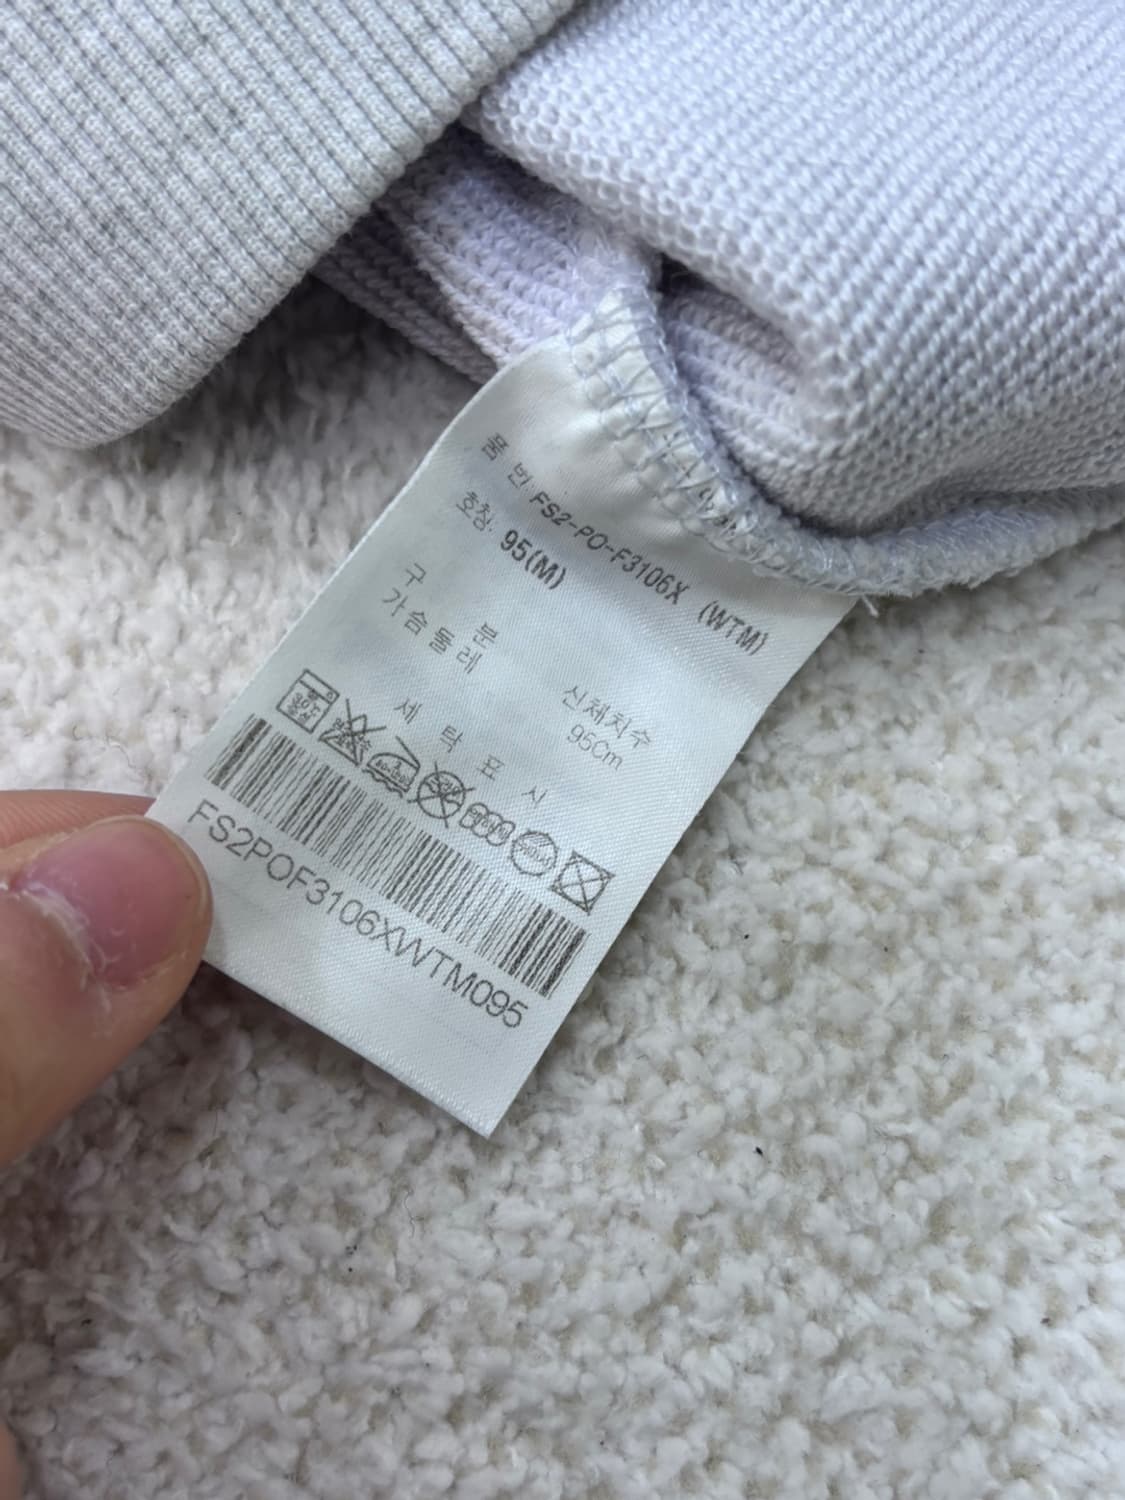 품 번 FS2-PO-F3106X (WTM)
호칭: 95(M)
구 분 신체치수
가슴둘레 95Cm
세 탁 표 시
FS2POF3106XWTM095